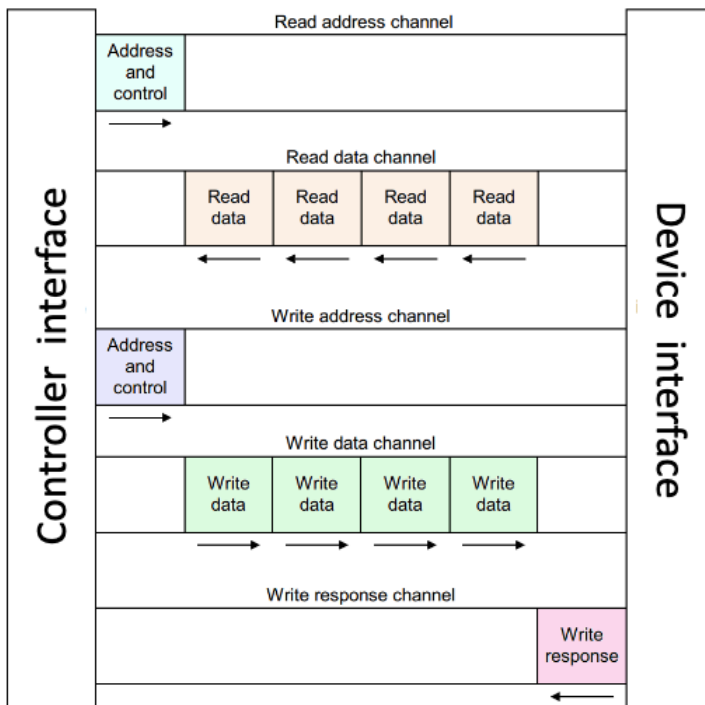 Controller interface
Device interface
Read address channel
Address
and
control
Read data channel
Read
data
Read
data
Read
data
Read
data
Write address channel
Address
and
control
Write data channel
Write
data
Write
data
Write
data
Write
data
Write response channel
Write
response